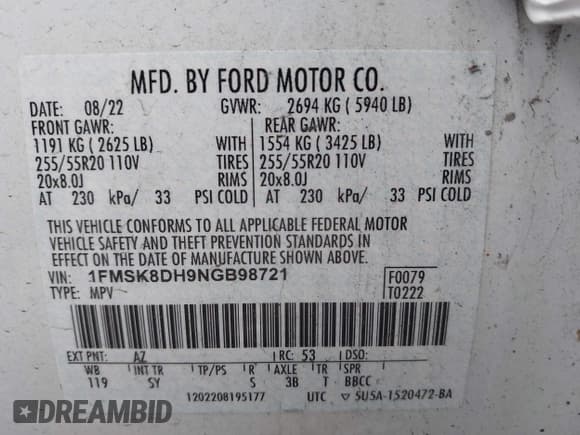 MFD. BY FORD MOTOR CO.
DATE: 08/22 GVWR: 2694 KG ( 5940 LB)
FRONT GAWR: REAR GAWR:
1191 KG ( 2625 LB) WITH 1554 KG ( 3425 LB) WITH
255/55R20 110V TIRES 255/55R20 110V TIRES
20x8.0J RIMS 20x8.0J RIMS
AT 230 kPa/ 33 PSI COLD AT 230 kPa/ 33 PSI COLD
THIS VEHICLE CONFORMS TO ALL APPLICABLE FEDERAL MOTOR
VEHICLE SAFETY AND THEFT PREVENTION STANDARDS IN
EFFECT ON THE DATE OF MANUFACTURE SHOWN ABOVE.
VIN: 1FMSK8DH9NGB98721 F0079
TYPE: MPV T0222
EXT PNT: AZ RC: 53 DSO:
WB INT TR TP/PS R AXLE TR SPR
119 SY S 3B T BBCC
1202208195177 UTC ▽ 5U5A-1520472-BA
DREAMBID